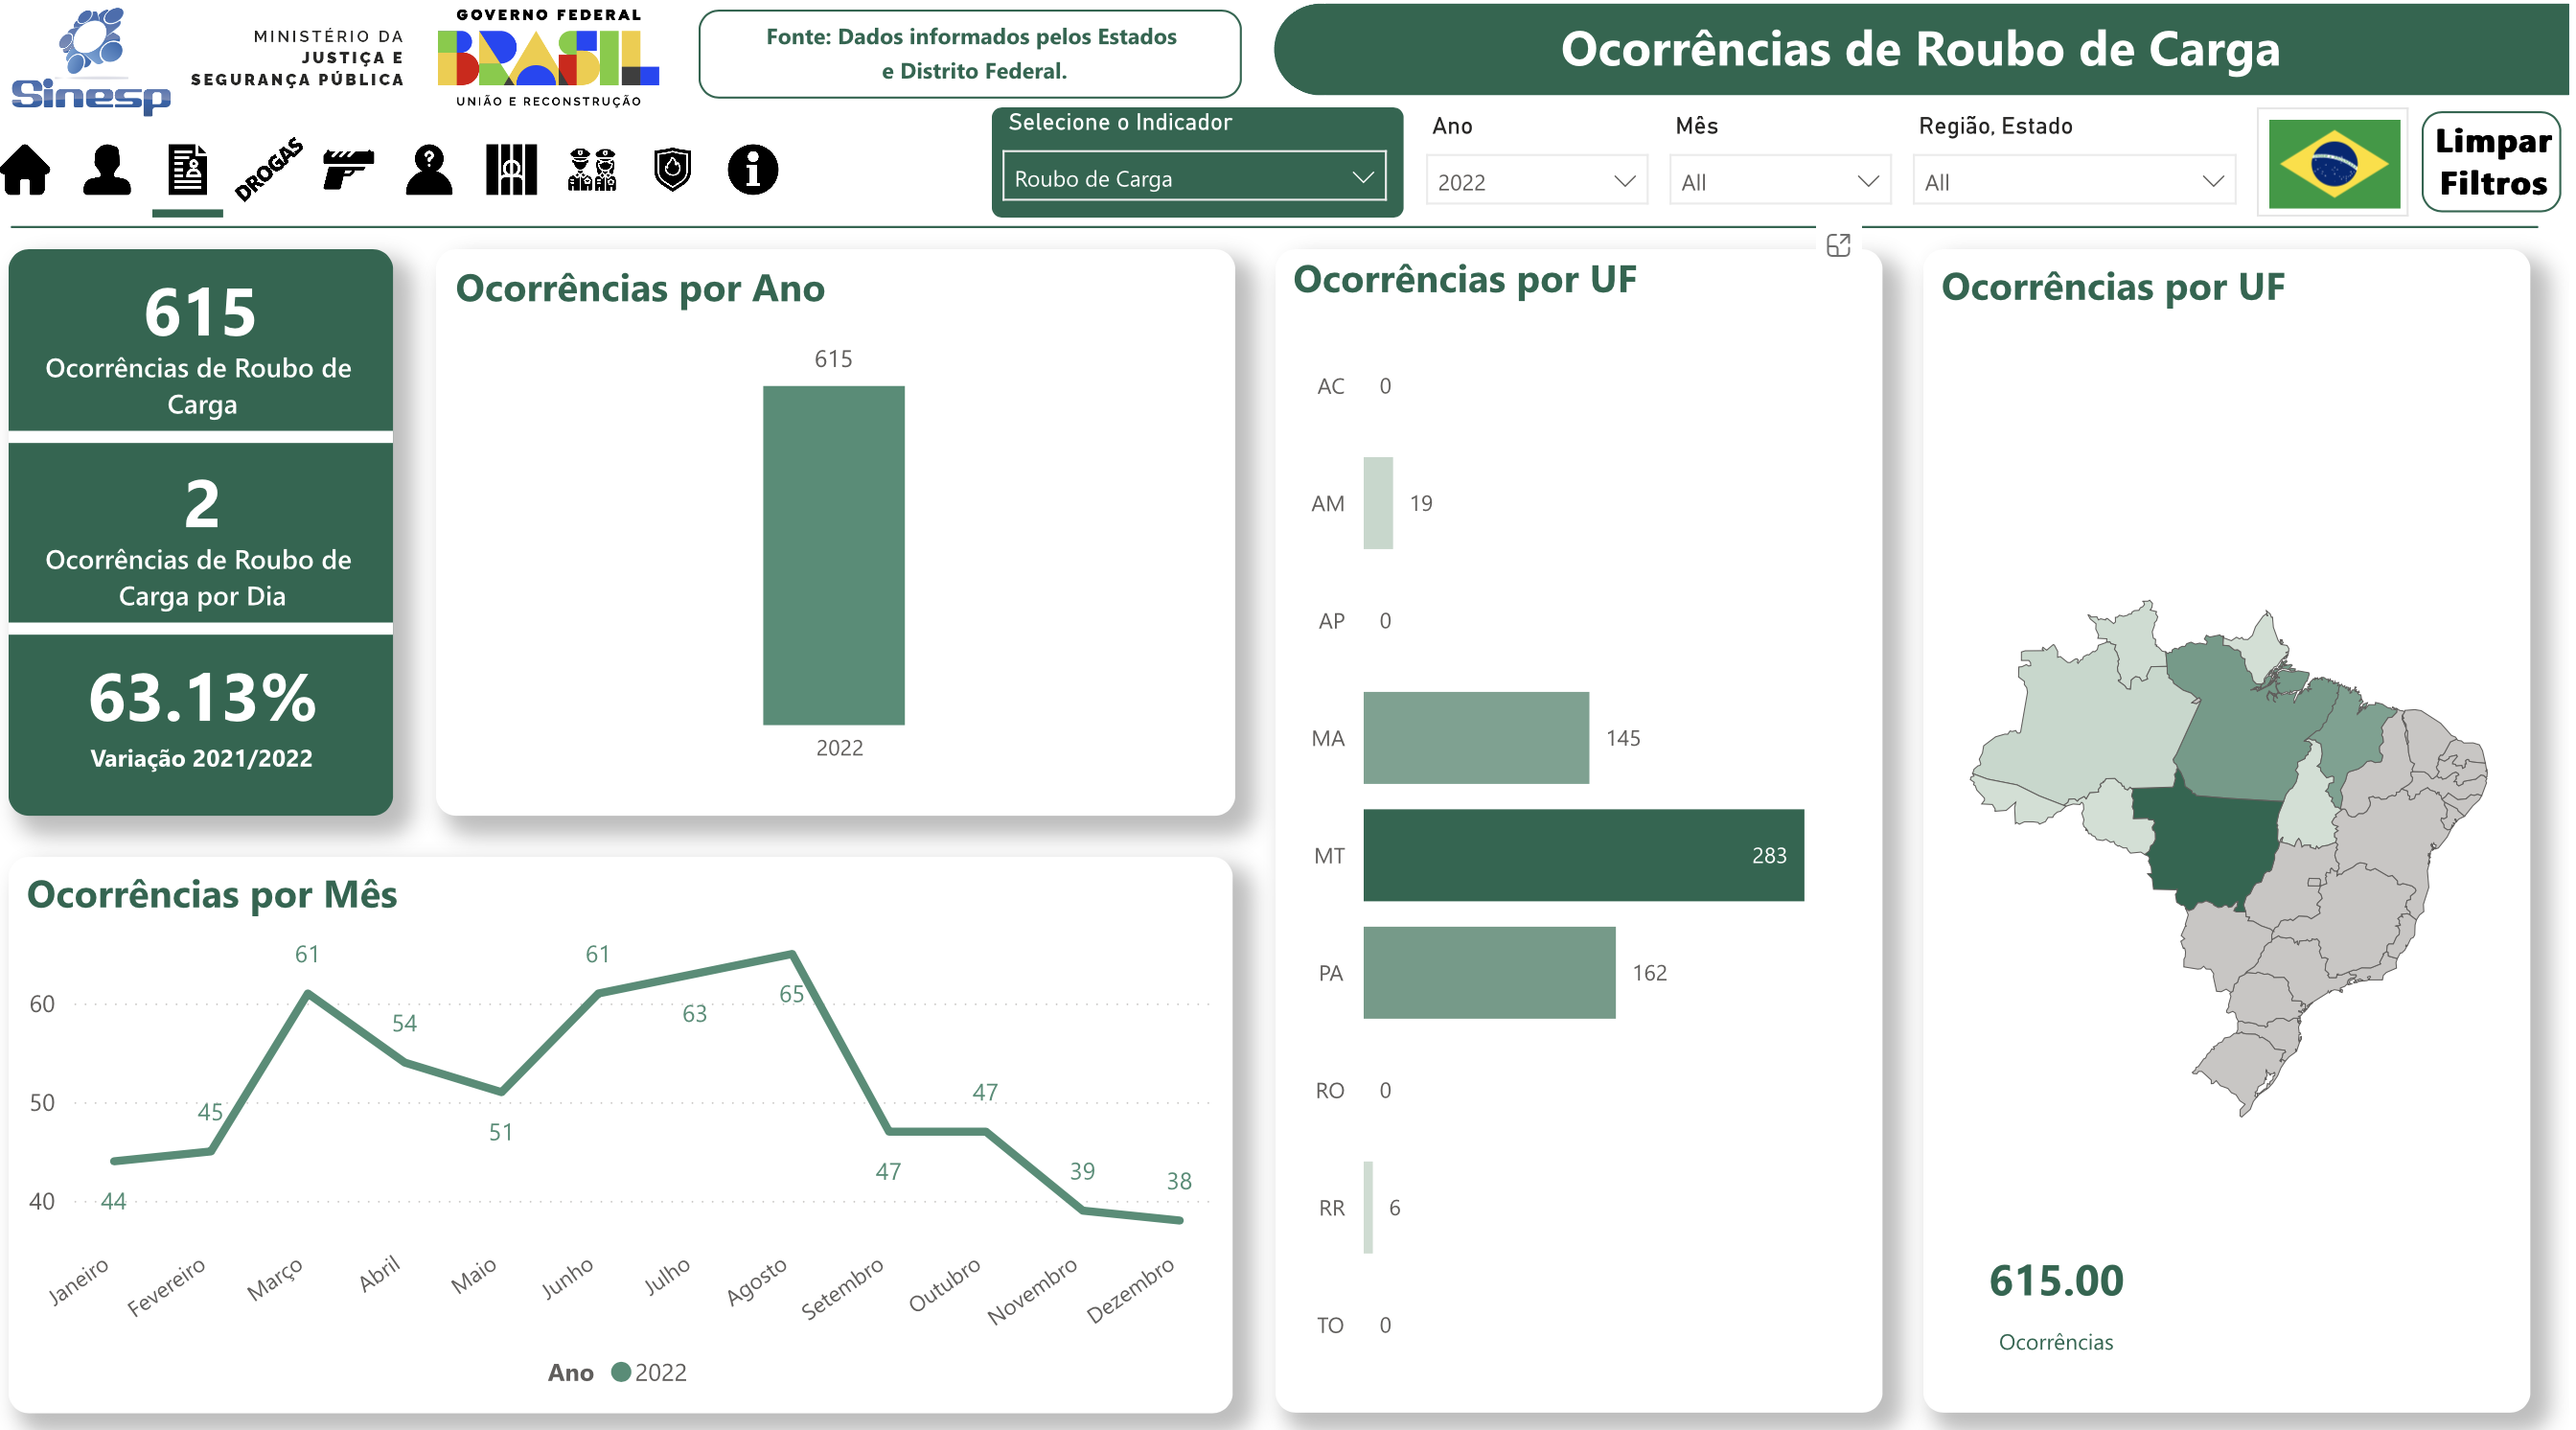 Sinesp
MINISTÉRIO DA
JUSTIÇA E
SEGURANÇA PÚBLICA
GOVERNO FEDERAL
BRASIL
UNIÃO E RECONSTRUÇÃO
Fonte: Dados informados pelos Estados
e Distrito Federal.
Ocorrências de Roubo de Carga
DROGAS
Selecione o Indicador
Roubo de Carga
Ano
2022
Mês
All
Região, Estado
All
Limpar
Filtros
615
Ocorrências de Roubo de
Carga
2
Ocorrências de Roubo de
Carga por Dia
63.13%
Variação 2021/2022
Ocorrências por Ano
615
2022
Ocorrências por Mês
60
50
40
44
45
61
54
51
61
63
65
47
47
39
38
Janeiro
Fevereiro
Março
Abril
Maio
Junho
Julho
Agosto
Setembro
Outubro
Novembro
Dezembro
Ano 2022
Ocorrências por UF
AC 0
AM 19
AP 0
MA 145
MT 283
PA 162
RO 0
RR 6
TO 0
Ocorrências por UF
615.00
Ocorrências